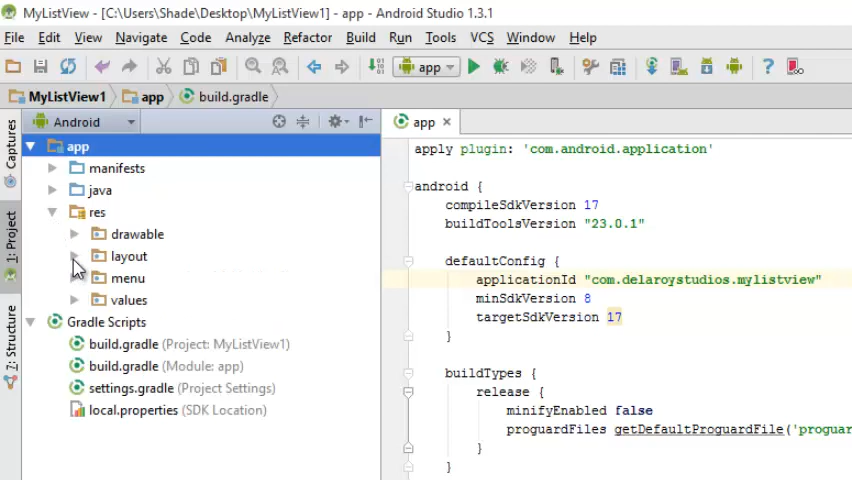 MyListView - [C:\Users\Shade\Desktop\MyListView1] - app - Android Studio 1.3.1
File Edit View Navigate Code Analyze Refactor Build Run Tools VCS Window Help
app
MyListView1 app build.gradle
Captures
1: Project
7: Structure
Android
app
manifests
java
res
drawable
layout
menu
values
Gradle Scripts
build.gradle (Project: MyListView1)
build.gradle (Module: app)
settings.gradle (Project Settings)
local.properties (SDK Location)
app
apply plugin: 'com.android.application'
android {
compileSdkVersion 17
buildToolsVersion "23.0.1"
defaultConfig {
applicationId "com.delaroystudios.mylistview"
minSdkVersion 8
targetSdkVersion 17
}
buildTypes {
release {
minifyEnabled false
proguardFiles getDefaultProguardFile('proguar
}
}